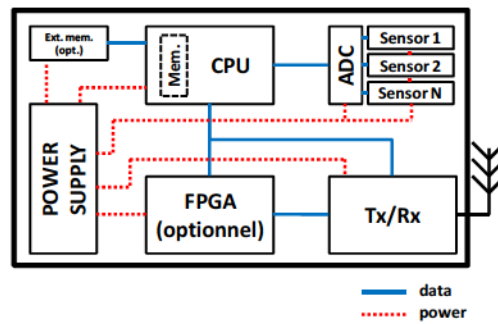 Ext. mem.
(opt.)
Mem.
CPU
ADC
Sensor 1
Sensor 2
Sensor N
POWER
SUPPLY
FPGA
(optionnel)
Tx/Rx
data
power